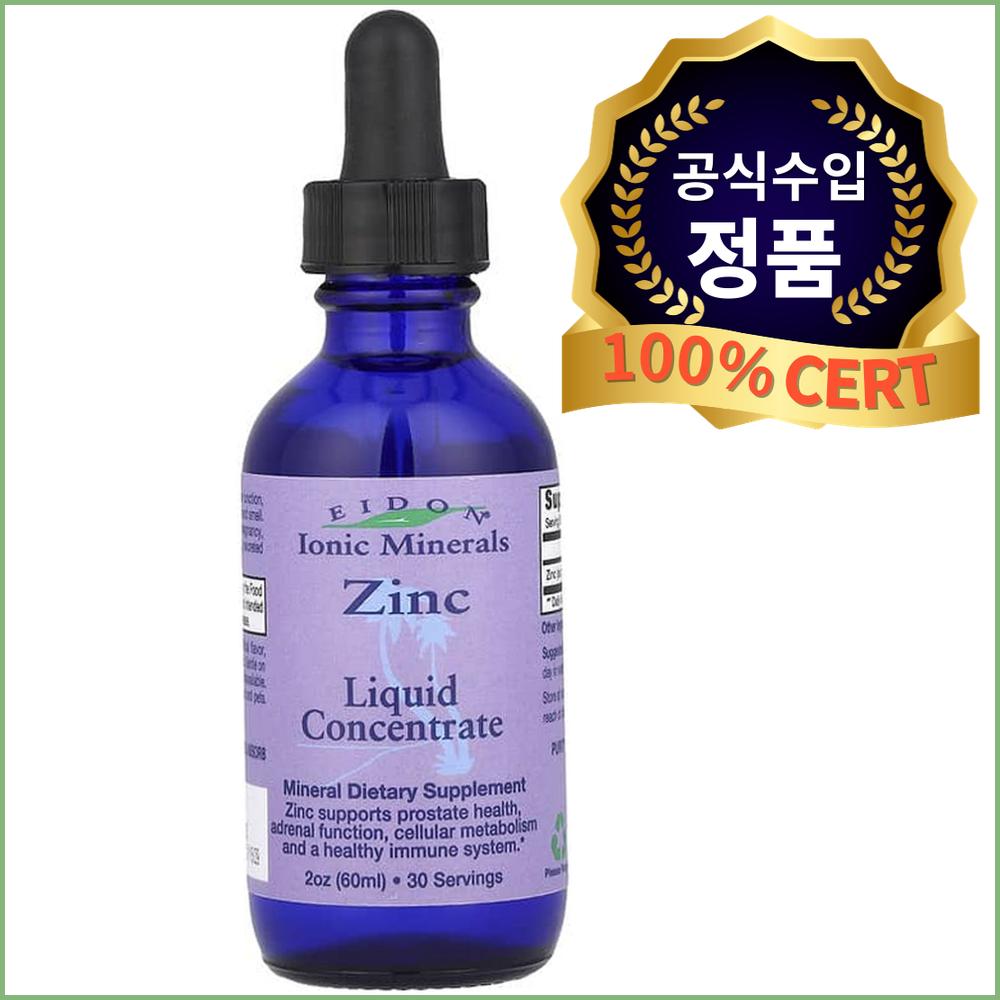 공식수입
정품
100% CERT
EIDON
Ionic Minerals
Zinc
Liquid
Concentrate
Mineral Dietary Supplement
Zinc supports prostate health,
adrenal function, cellular metabolism
and a healthy immune system.*
2oz (60ml) • 30 Servings